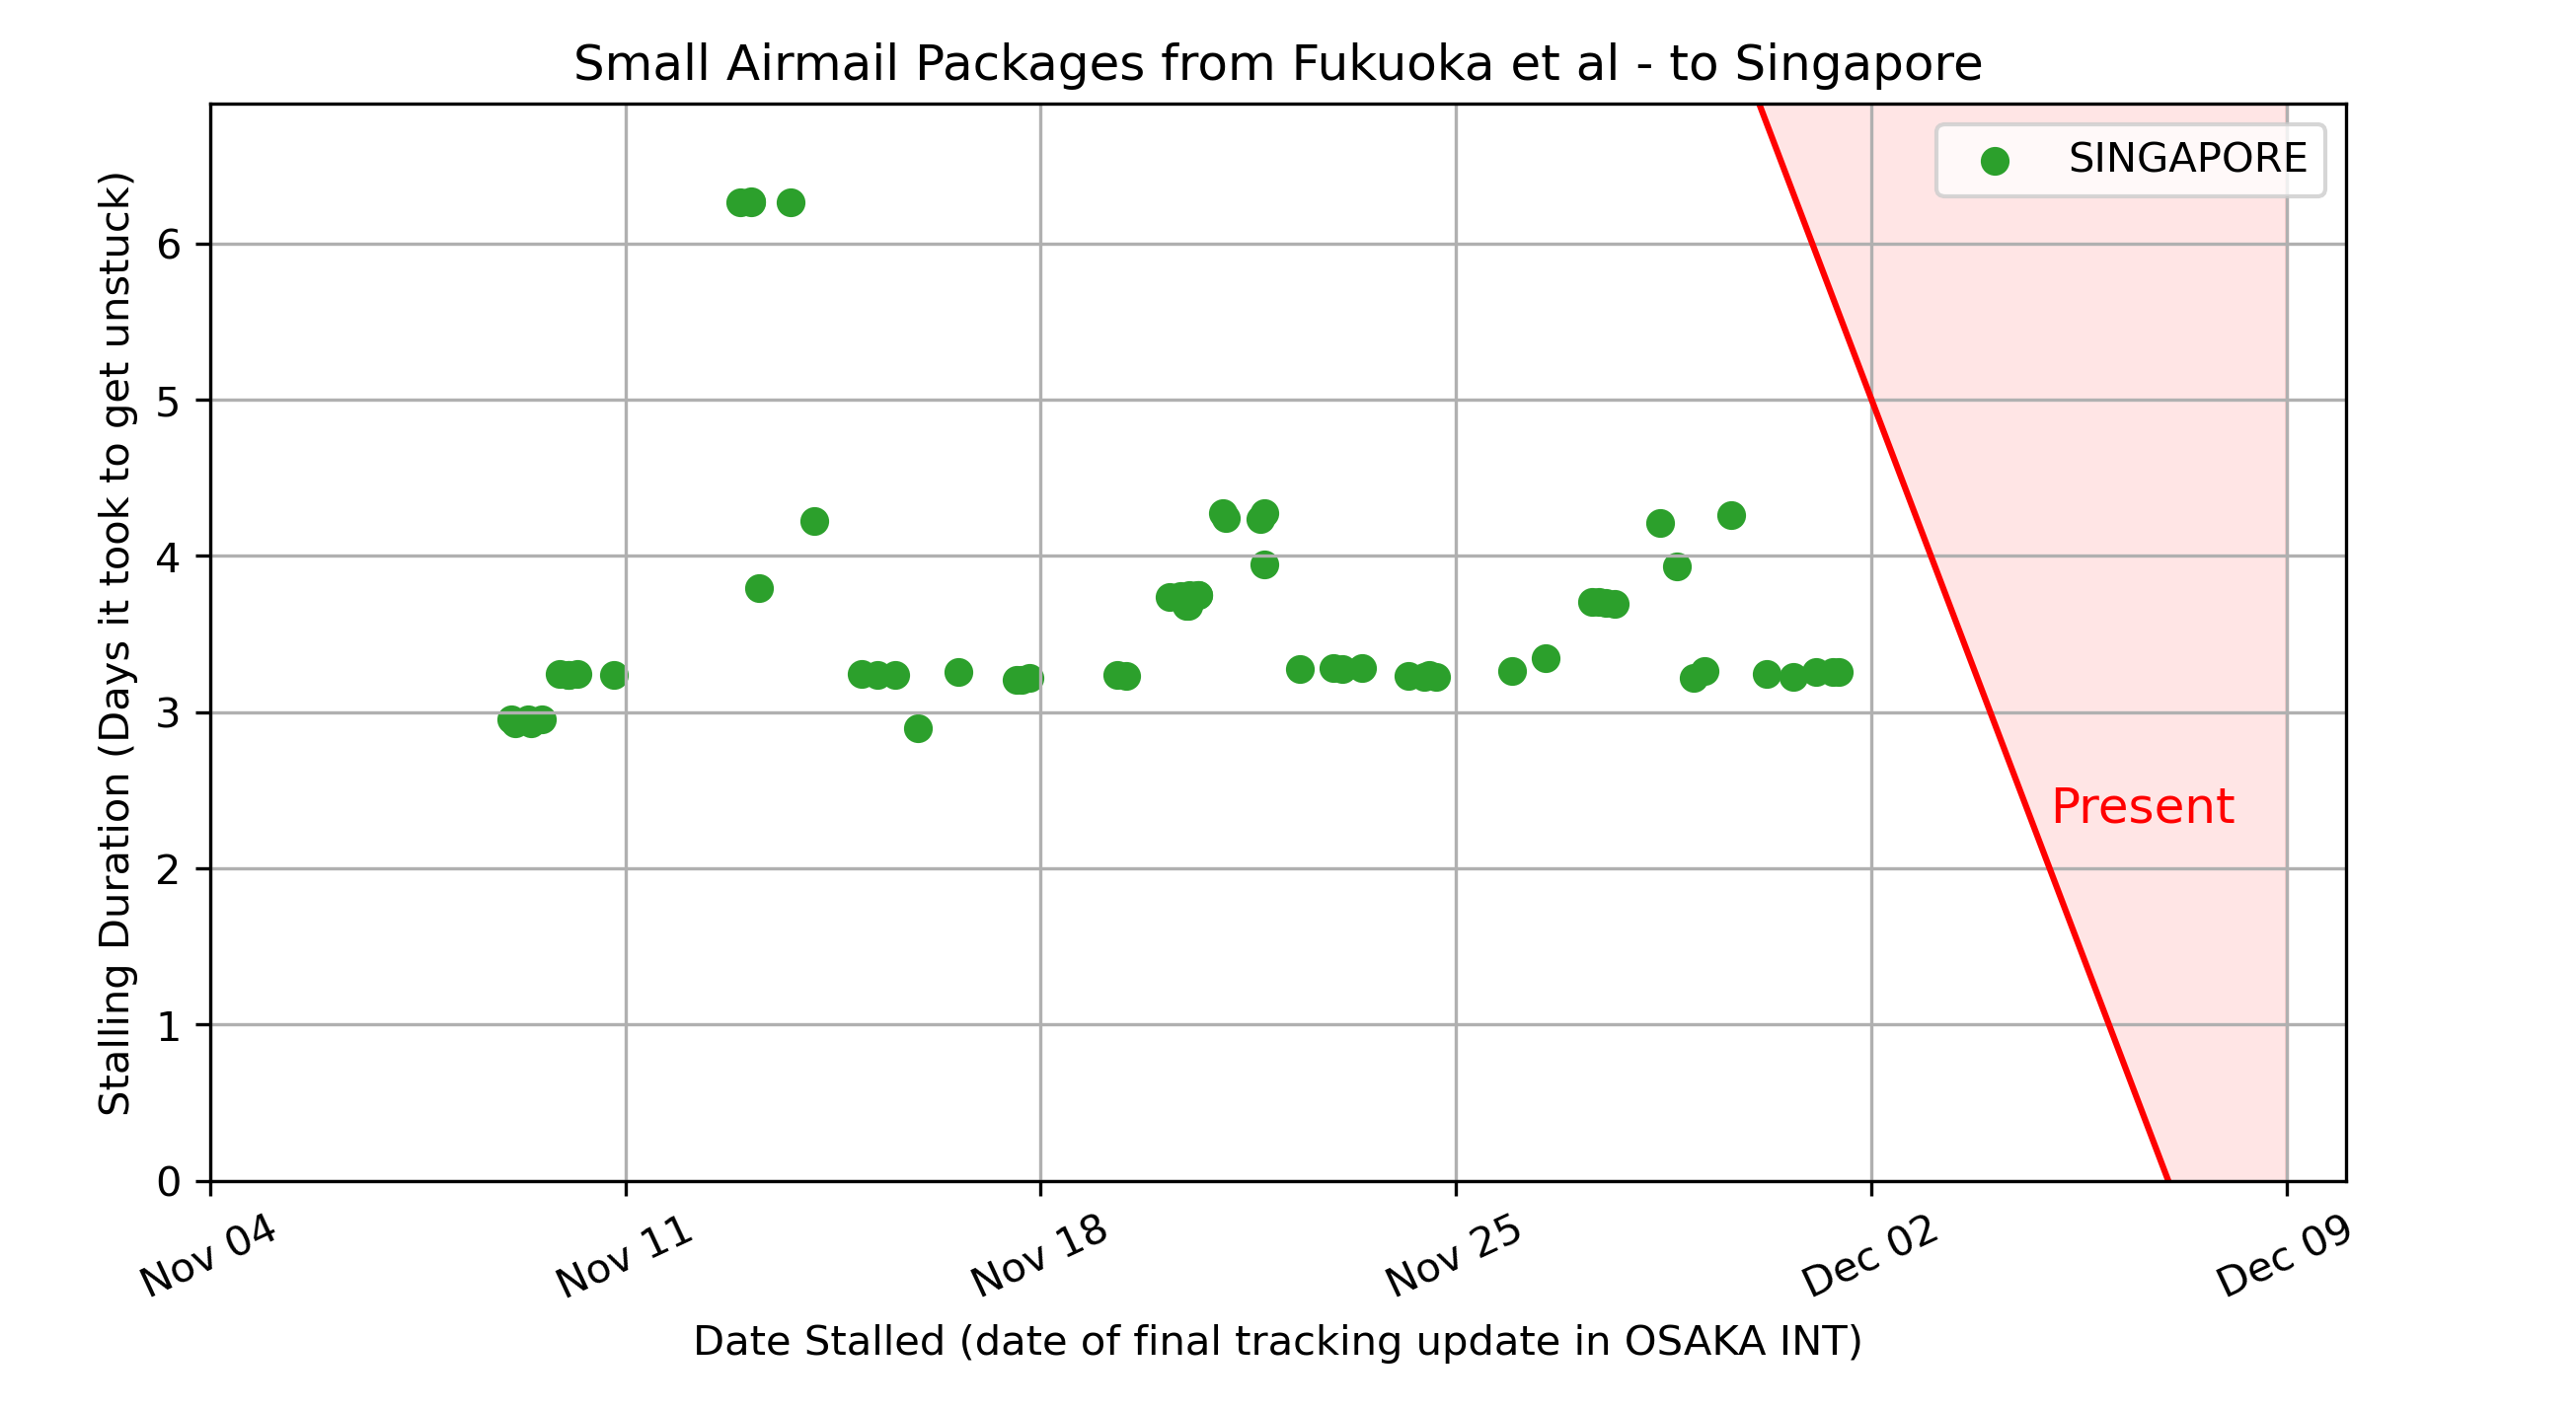 Small Airmail Packages from Fukuoka et al - to Singapore
SINGAPORE
Stalling Duration (Days it took to get unstuck)
6
5
4
3
2
1
0
Present
Nov 04
Nov 11
Nov 18
Nov 25
Dec 02
Dec 09
Date Stalled (date of final tracking update in OSAKA INT)